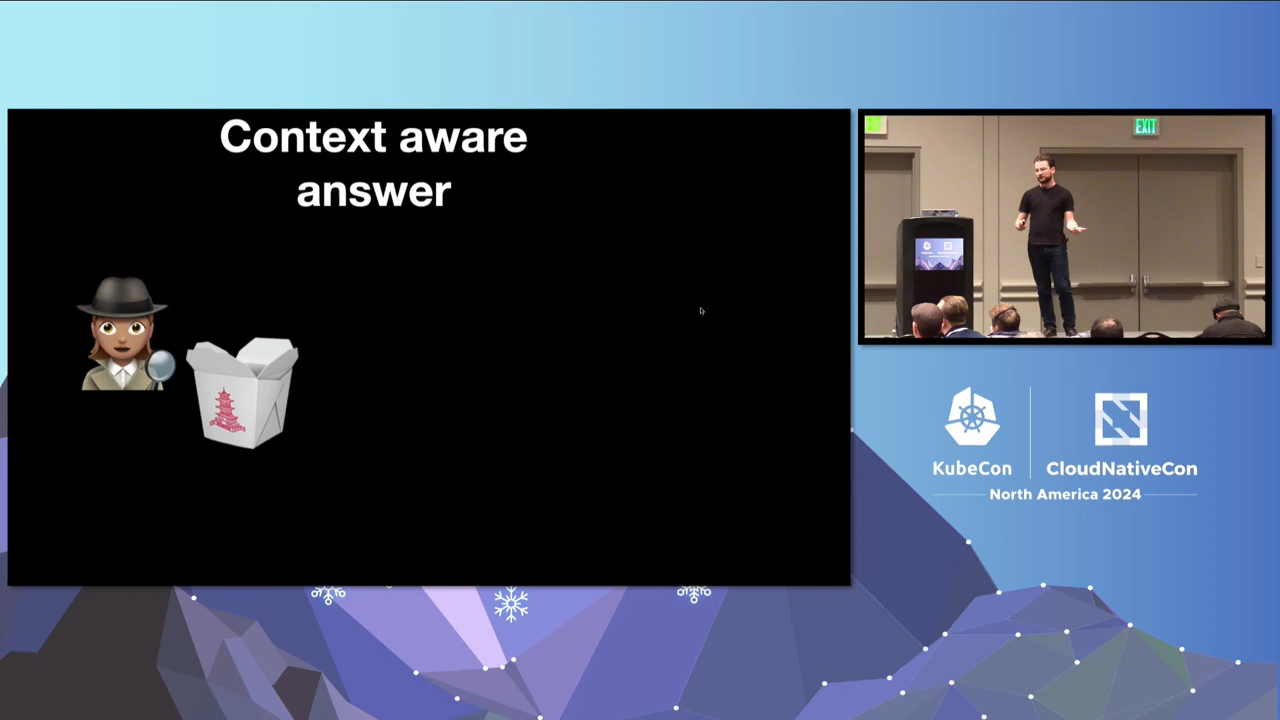 Context aware
answer
EXIT
KubeCon
CloudNativeCon
North America 2024